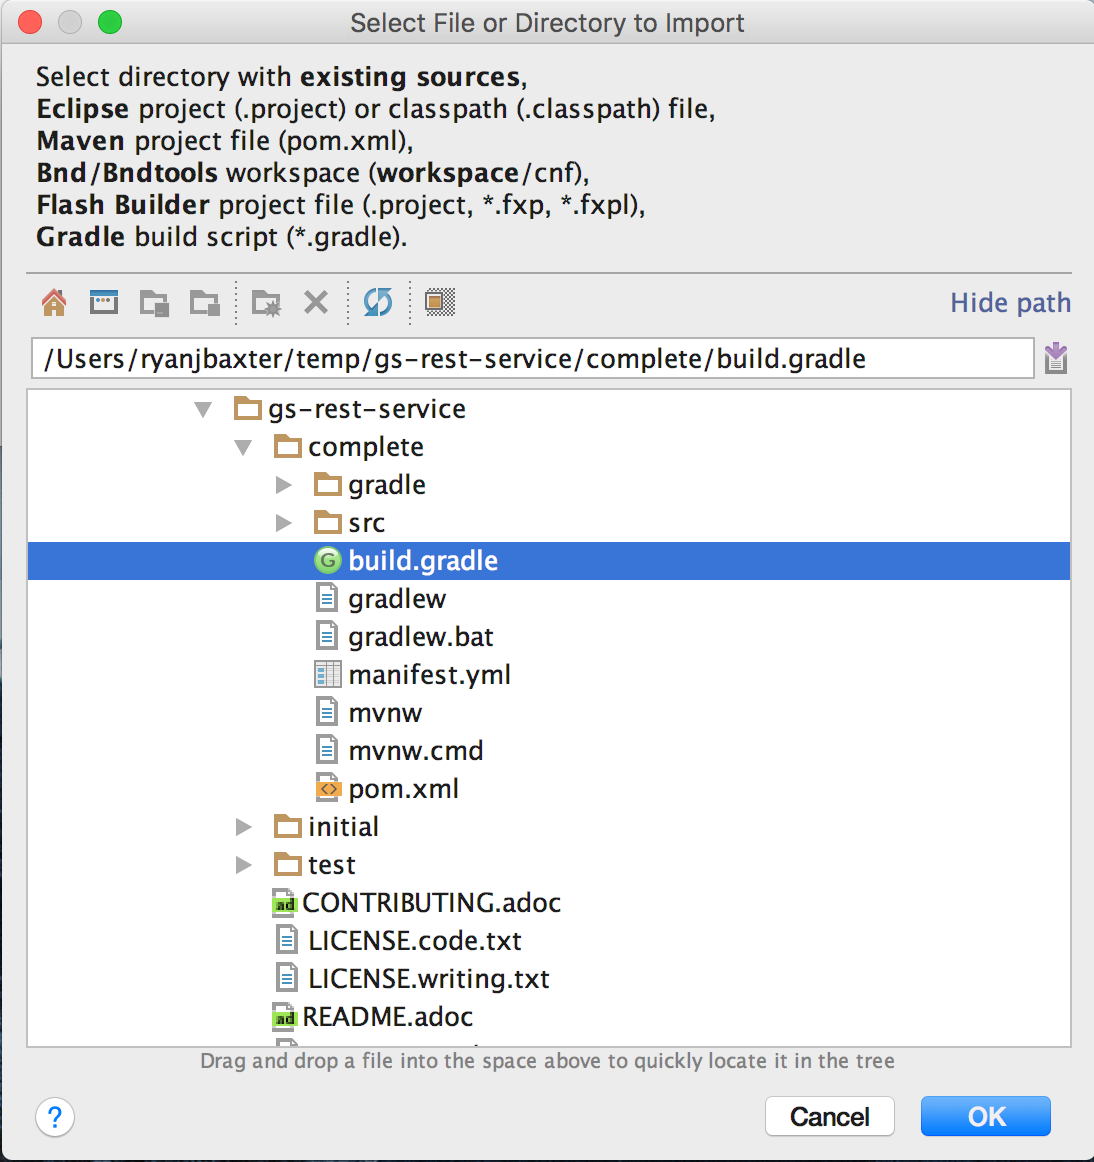 Select File or Directory to Import
Select directory with existing sources,
Eclipse project (.project) or classpath (.classpath) file,
Maven project file (pom.xml),
Bnd/Bndtools workspace (workspace/cnf),
Flash Builder project file (.project, *.fxp, *.fxpl),
Gradle build script (*.gradle).
Hide path
/Users/ryanjbaxter/temp/gs-rest-service/complete/build.gradle
gs-rest-service
complete
gradle
src
G build.gradle
gradlew
gradlew.bat
manifest.yml
mvnw
mvnw.cmd
<> pom.xml
initial
test
ad CONTRIBUTING.adoc
LICENSE.code.txt
LICENSE.writing.txt
ad README.adoc
Drag and drop a file into the space above to quickly locate it in the tree
? Cancel OK